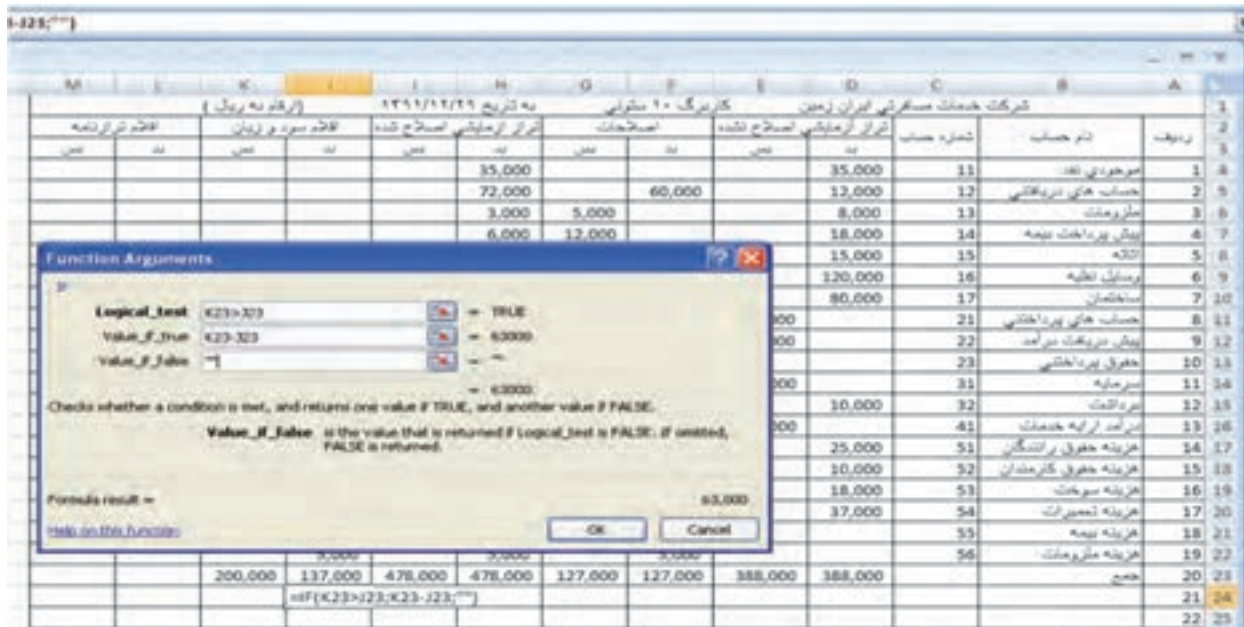 3-J23;"")
M L K J I H G F E D C B A
شرکت خدمات مسافرتی ایران زمین کاربرگ ۱۰ ستونی به تاریخ ۱۳۹۱/۱۲/۲۹ (ارقام به ریال) 1
ردیف نام حساب شماره حساب تراز آزمایشی اصلاح نشده اصلاحات تراز آزمایشی اصلاح شده اقلام سود و زیان اقلام ترازنامه 2
بد بس بد بس بد بس بد بس بد بس 3
1 موجودی نقد 11 35,000 35,000 4
2 حساب های دریافتنی 12 12,000 60,000 72,000 5
3 ملزومات 13 8,000 5,000 3,000 6
4 پیش پرداخت بیمه 14 18,000 12,000 6,000 7
5 اثاثه 15 15,000 8
6 وسایل نقلیه 16 120,000 9
7 ساختمان 17 80,000 10
8 حساب های پرداختنی 21 11
9 پیش دریافت درآمد 22 12
10 حقوق پرداختنی 23 13
11 سرمایه 31 14
12 برداشت 32 10,000 15
13 درآمد ارایه خدمات 41 16
14 هزینه حقوق رانندگان 51 25,000 17
15 هزینه حقوق کارمندان 52 10,000 18
16 هزینه سوخت 53 18,000 19
17 هزینه تعمیرات 54 37,000 20
18 هزینه بیمه 55 21
19 هزینه ملزومات 56 5,000 5,000 5,000 22
20 جمع 388,000 388,000 127,000 127,000 478,000 478,000 137,000 200,000 23
21 =IF(K23>J23;K23-J23;"") 24
22 25
Function Arguments
IF
Logical_test K23>J23 = TRUE
Value_if_true K23-J23 = 63000
Value_if_false "" = ""
= 63000
Checks whether a condition is met, and returns one value if TRUE, and another value if FALSE.
Value_if_false is the value that is returned if Logical_test is FALSE. If omitted,
FALSE is returned.
Formula result = 63,000
Help on this function OK Cancel